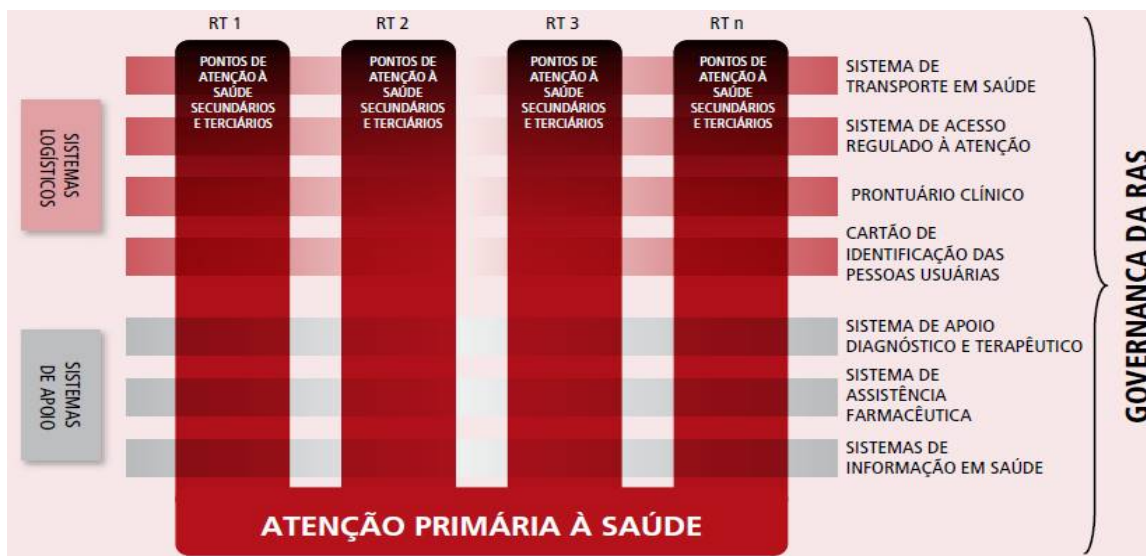 RT 1
RT 2
RT 3
RT n
PONTOS DE
ATENÇÃO À
SAÚDE
SECUNDÁRIOS
E TERCIÁRIOS
PONTOS DE
ATENÇÃO À
SAÚDE
SECUNDÁRIOS
E TERCIÁRIOS
PONTOS DE
ATENÇÃO À
SAÚDE
SECUNDÁRIOS
E TERCIÁRIOS
PONTOS DE
ATENÇÃO À
SAÚDE
SECUNDÁRIOS
E TERCIÁRIOS
SISTEMAS
LOGÍSTICOS
SISTEMA DE
TRANSPORTE EM SAÚDE
SISTEMA DE ACESSO
REGULADO À ATENÇÃO
PRONTUÁRIO CLÍNICO
CARTÃO DE
IDENTIFICAÇÃO DAS
PESSOAS USUÁRIAS
SISTEMAS
DE APOIO
SISTEMA DE APOIO
DIAGNÓSTICO E TERAPÊUTICO
SISTEMA DE
ASSISTÊNCIA
FARMACÊUTICA
SISTEMAS DE
INFORMAÇÃO EM SAÚDE
GOVERNANÇA DA RAS
ATENÇÃO PRIMÁRIA À SAÚDE